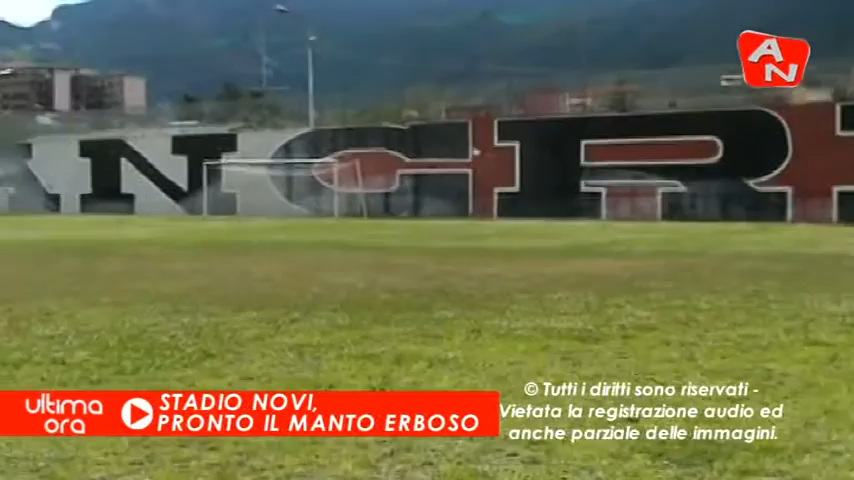 AN
ANGRI
ultima
ora
STADIO NOVI,
PRONTO IL MANTO ERBOSO
© Tutti i diritti sono riservati -
Vietata la registrazione audio ed
anche parziale delle immagini.